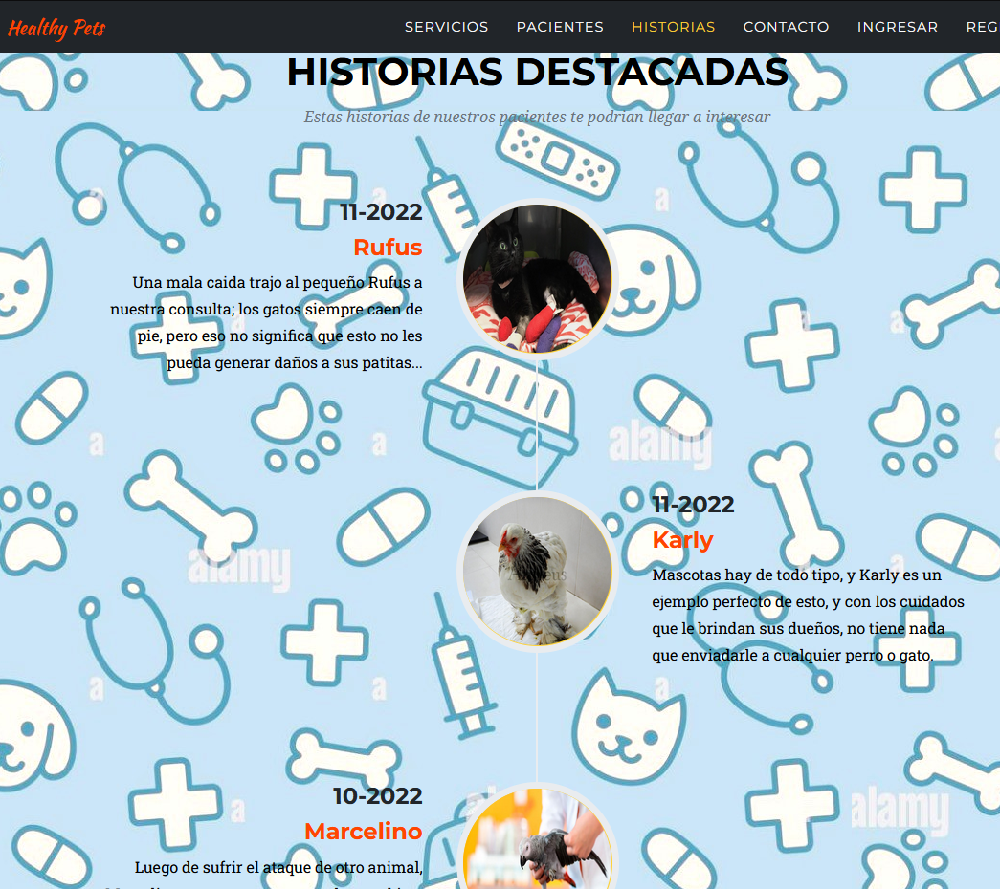 Healthy Pets
SERVICIOS PACIENTES HISTORIAS CONTACTO INGRESAR REG
HISTORIAS DESTACADAS
Estas historias de nuestros pacientes te podrían llegar a interesar
11-2022
Rufus
Una mala caida trajo al pequeño Rufus a
nuestra consulta; los gatos siempre caen de
pie, pero eso no significa que esto no les
pueda generar daños a sus patitas...
11-2022
Karly
Mascotas hay de todo tipo, y Karly es un
ejemplo perfecto de esto, y con los cuidados
que le brindan sus dueños, no tiene nada
que enviadarle a cualquier perro o gato.
10-2022
Marcelino
Luego de sufrir el ataque de otro animal,
a
a
a
a
a
a
alamy
alamy
a
a
a
a
a
alamy